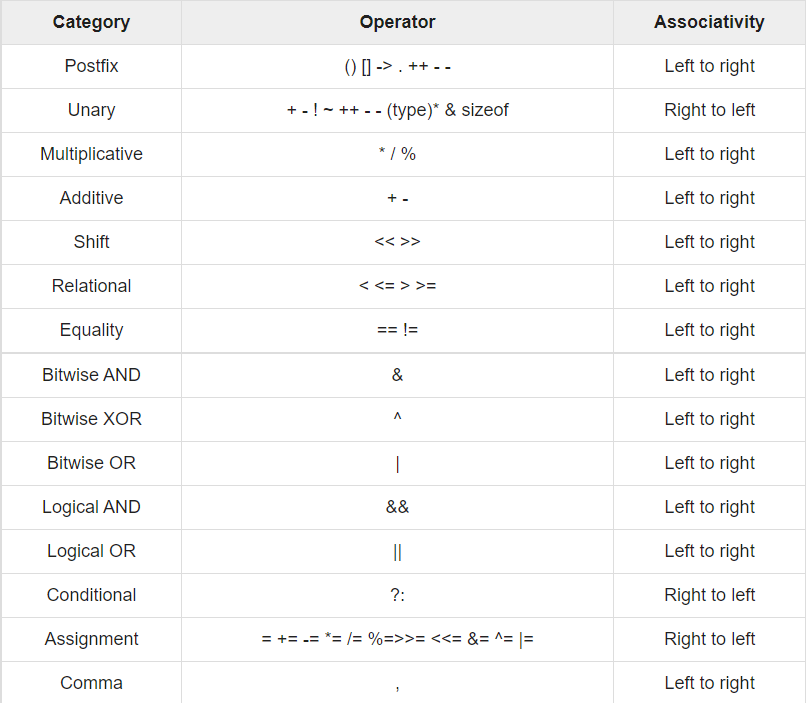 Category Operator Associativity
Postfix () [] -> . ++ - - Left to right
Unary + - ! ~ ++ - - (type)* & sizeof Right to left
Multiplicative * / % Left to right
Additive + - Left to right
Shift << >> Left to right
Relational < <= > >= Left to right
Equality == != Left to right
Bitwise AND & Left to right
Bitwise XOR ^ Left to right
Bitwise OR | Left to right
Logical AND && Left to right
Logical OR || Left to right
Conditional ?: Right to left
Assignment = += -= *= /= %=>>= <<= &= ^= |= Right to left
Comma , Left to right